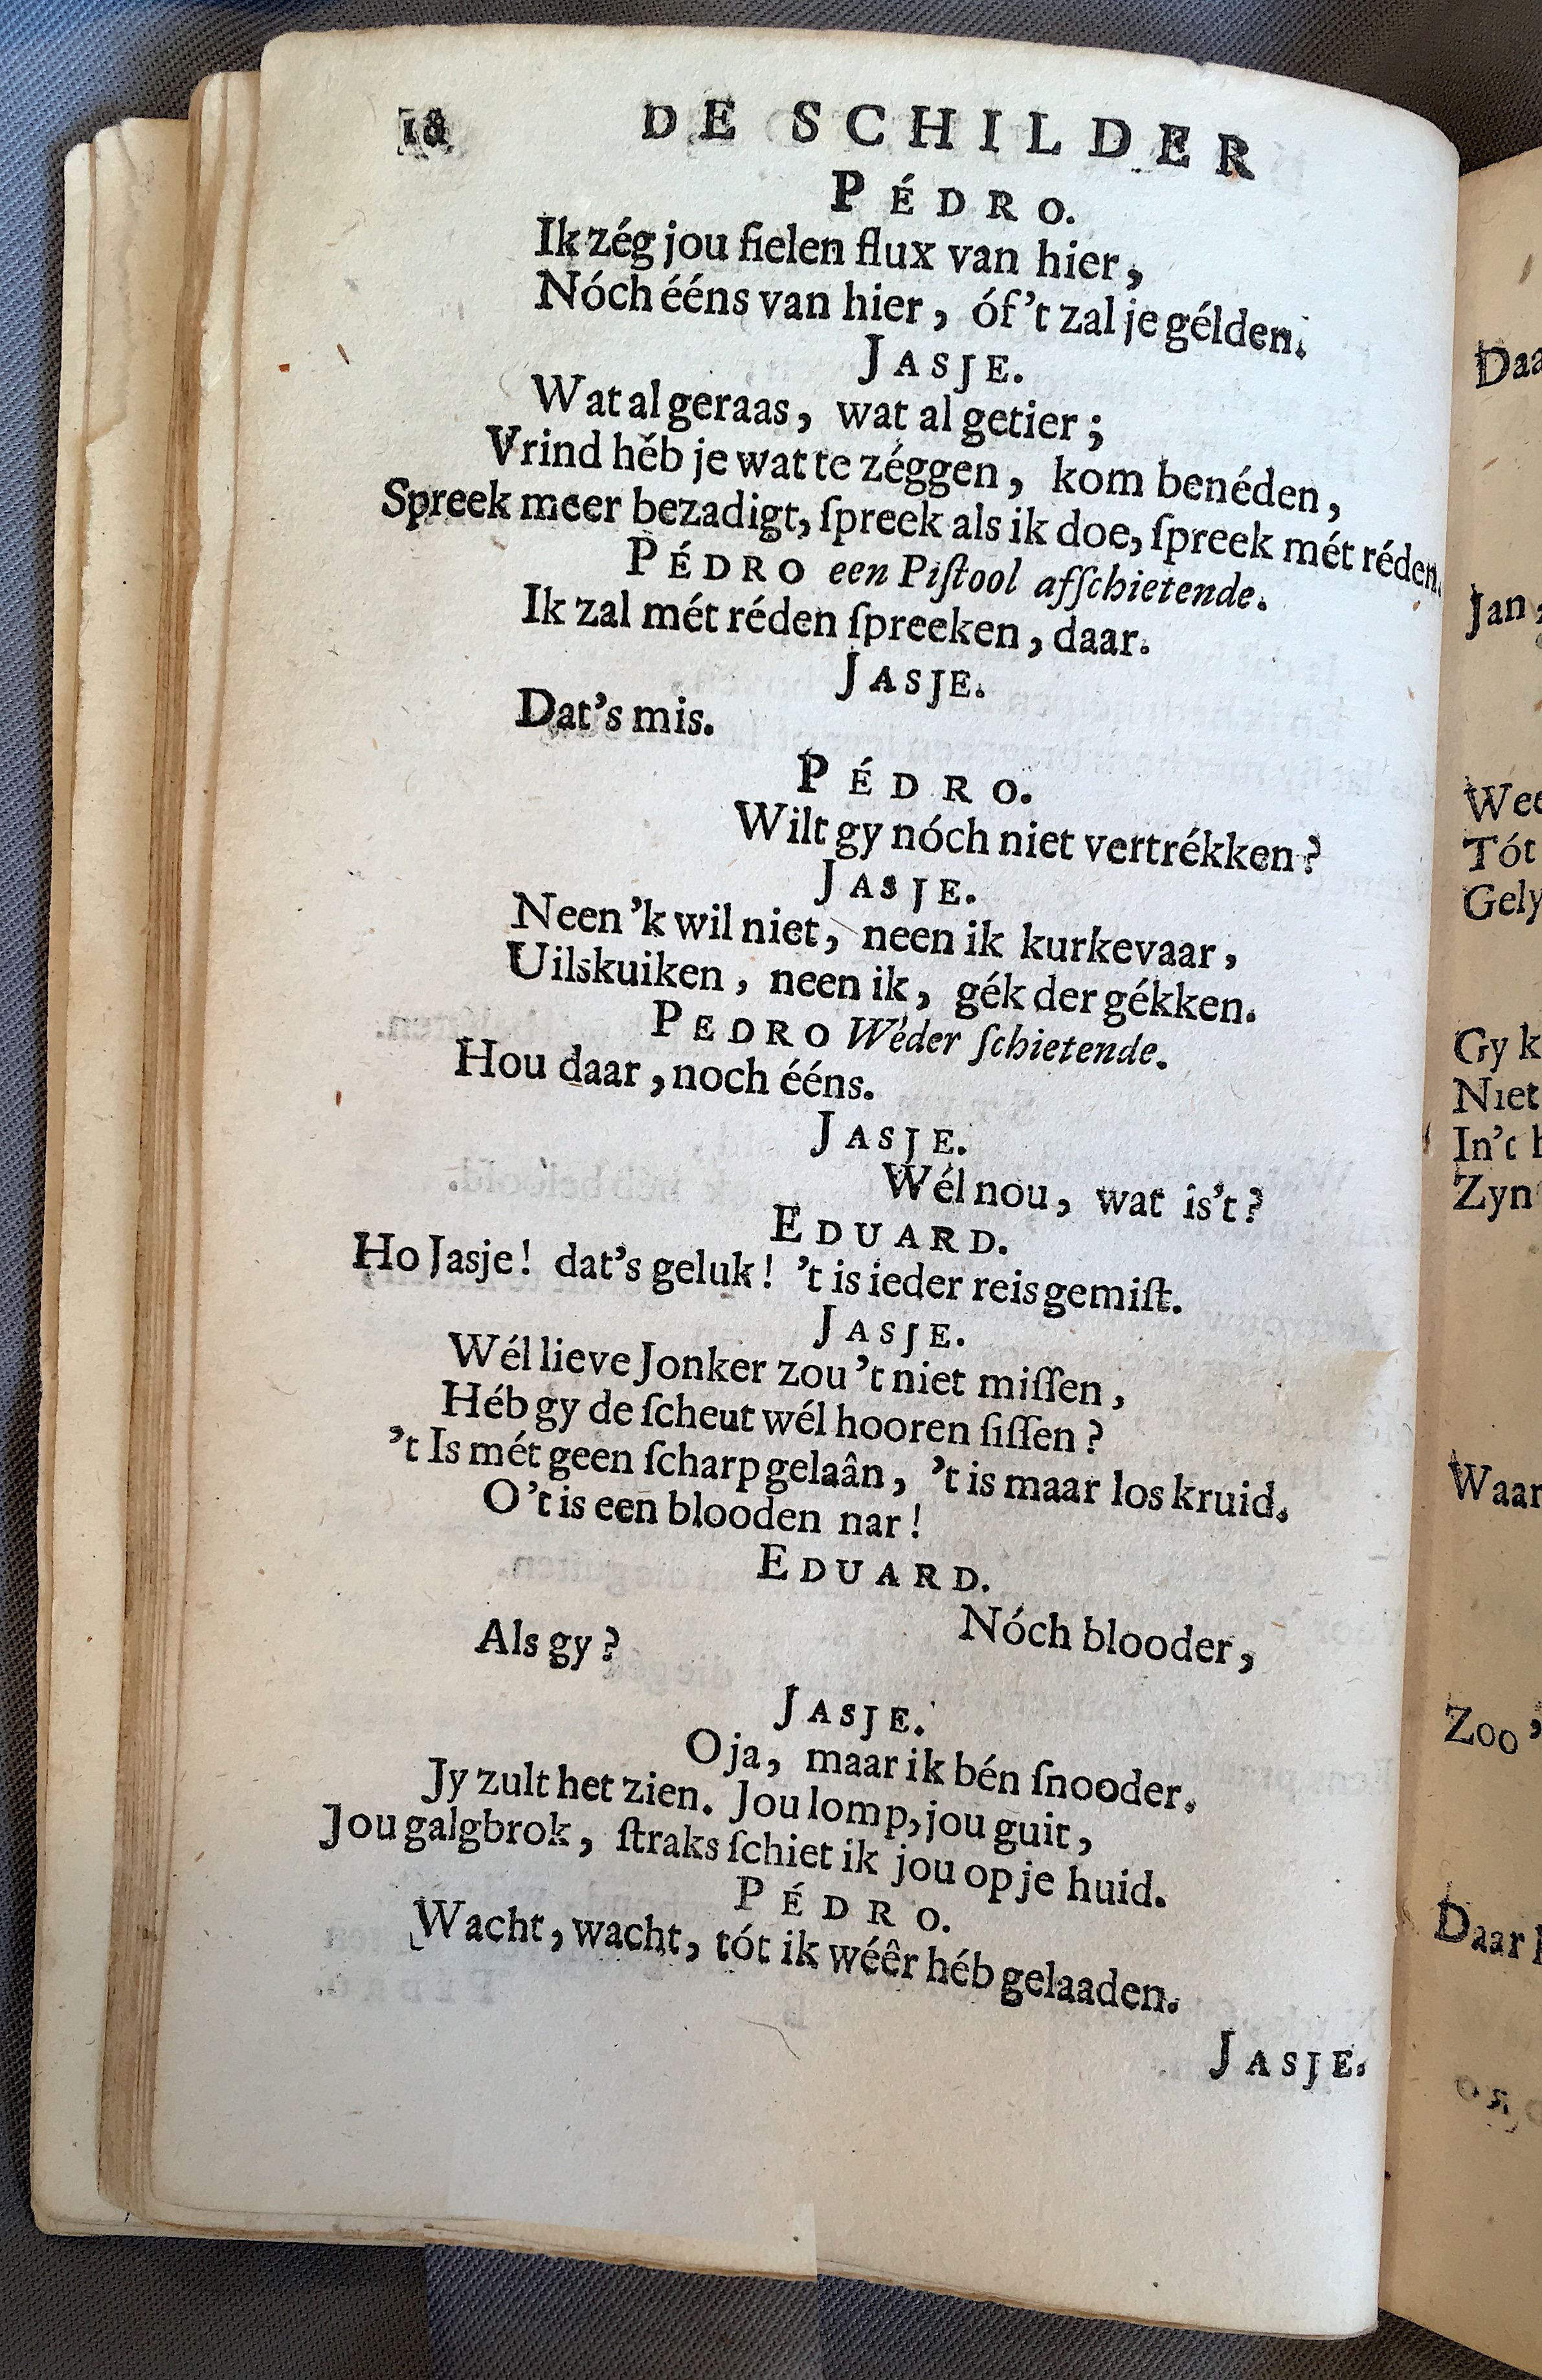 18 DE SCHILDER
PÉDRO.
Ik zég jou fielen flux van hier,
Nóch ééns van hier, óf 't zal je gélden.
JASJE.
Wat al geraas, wat al getier;
Vrind hěb je wat te zéggen, kom benéden,
Spreek meer bezadigt, ſpreek als ik doe, ſpreek mét réden.
PÉDRO een Piſtool afſchietende.
Ik zal mét réden ſpreeken, daar.
JASJE.
Dat's mis.
PÉDRO.
Wilt gy nóch niet vertrékken?
JASJE.
Neen 'k wil niet, neen ik kurkevaar,
Uilskuiken, neen ik, gék der gékken.
PEDRO Wéder ſchietende.
Hou daar, noch ééns.
JASJE.
Wél nou, wat is't?
EDUARD.
Ho Jasje! dat's geluk! 't is ieder reis gemiſt.
JASJE.
Wél lieve Jonker zou 't niet miſſen,
Héb gy de ſcheut wél hooren ſiſſen?
't Is mét geen ſcharp gelaân, 't is maar los kruid.
O 't is een blooden nar!
EDUARD.
Nóch blooder,
Als gy?
JASJE.
O ja, maar ik bén ſnooder.
Jy zult het zien. Jou lomp, jou guit,
Jou galgbrok, ſtraks ſchiet ik jou op je huid.
PÉDRO.
Wacht, wacht, tót ik wéêr héb gelaaden.
JASJE.
Jan,
Tót
Gy k
Niet
In't
Zyn
Zoo
Daar